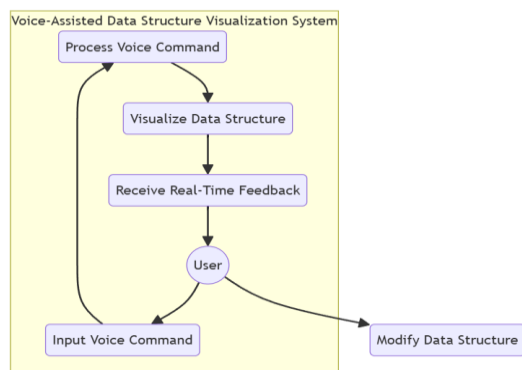 Voice-Assisted Data Structure Visualization System
Process Voice Command
Visualize Data Structure
Receive Real-Time Feedback
User
Input Voice Command
Modify Data Structure